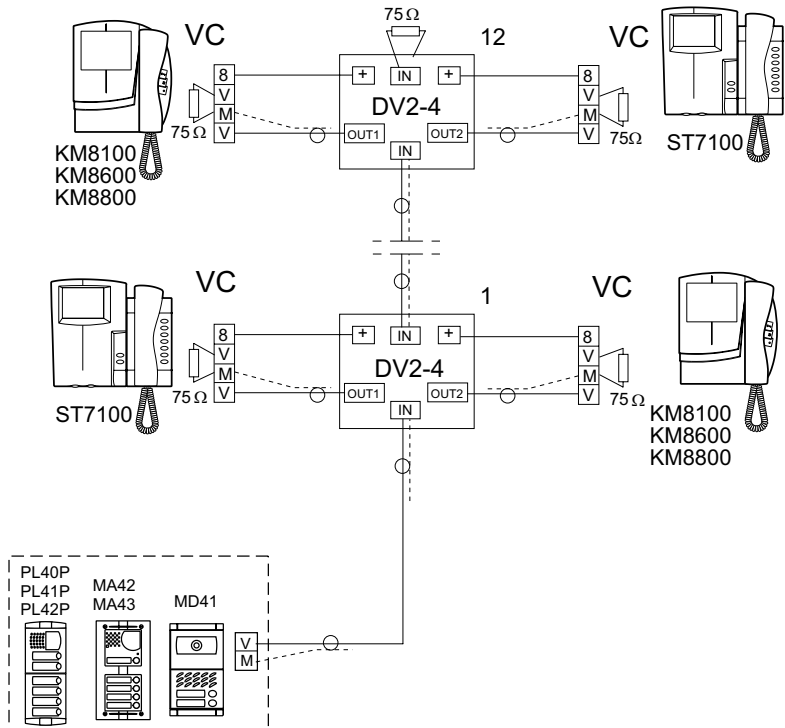 75Ω
VC
12
VC
8
V
M
V
75Ω
+
IN
+
DV2-4
OUT1
OUT2
IN
8
V
M
V
75Ω
KM8100
KM8600
KM8800
ST7100
VC
1
VC
8
V
M
V
75Ω
+
IN
+
DV2-4
OUT1
OUT2
IN
8
V
M
V
75Ω
ST7100
KM8100
KM8600
KM8800
PL40P
PL41P
PL42P
MA42
MA43
MD41
V
M